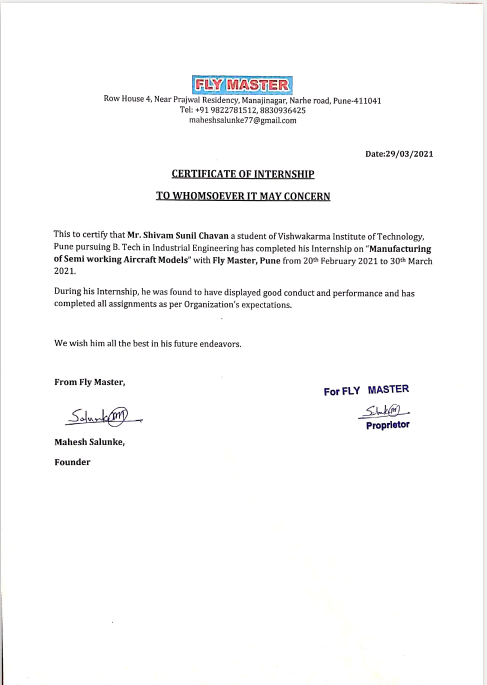 FLY MASTER
Row House 4, Near Prajwal Residency, Manajinagar, Narhe road, Pune-411041
Tel: +91 9822781512, 8830936425
maheshsalunke77@gmail.com
Date:29/03/2021
CERTIFICATE OF INTERNSHIP
TO WHOMSOEVER IT MAY CONCERN
This to certify that Mr. Shivam Sunil Chavan a student of Vishwakarma Institute of Technology,
Pune pursuing B. Tech in Industrial Engineering has completed his Internship on "Manufacturing
of Semi working Aircraft Models" with Fly Master, Pune from 20th February 2021 to 30th March
2021.
During his Internship, he was found to have displayed good conduct and performance and has
completed all assignments as per Organization's expectations.
We wish him all the best in his future endeavors.
From Fly Master,
For FLY MASTER
Salunke(M)
Proprietor
Mahesh Salunke,
Founder